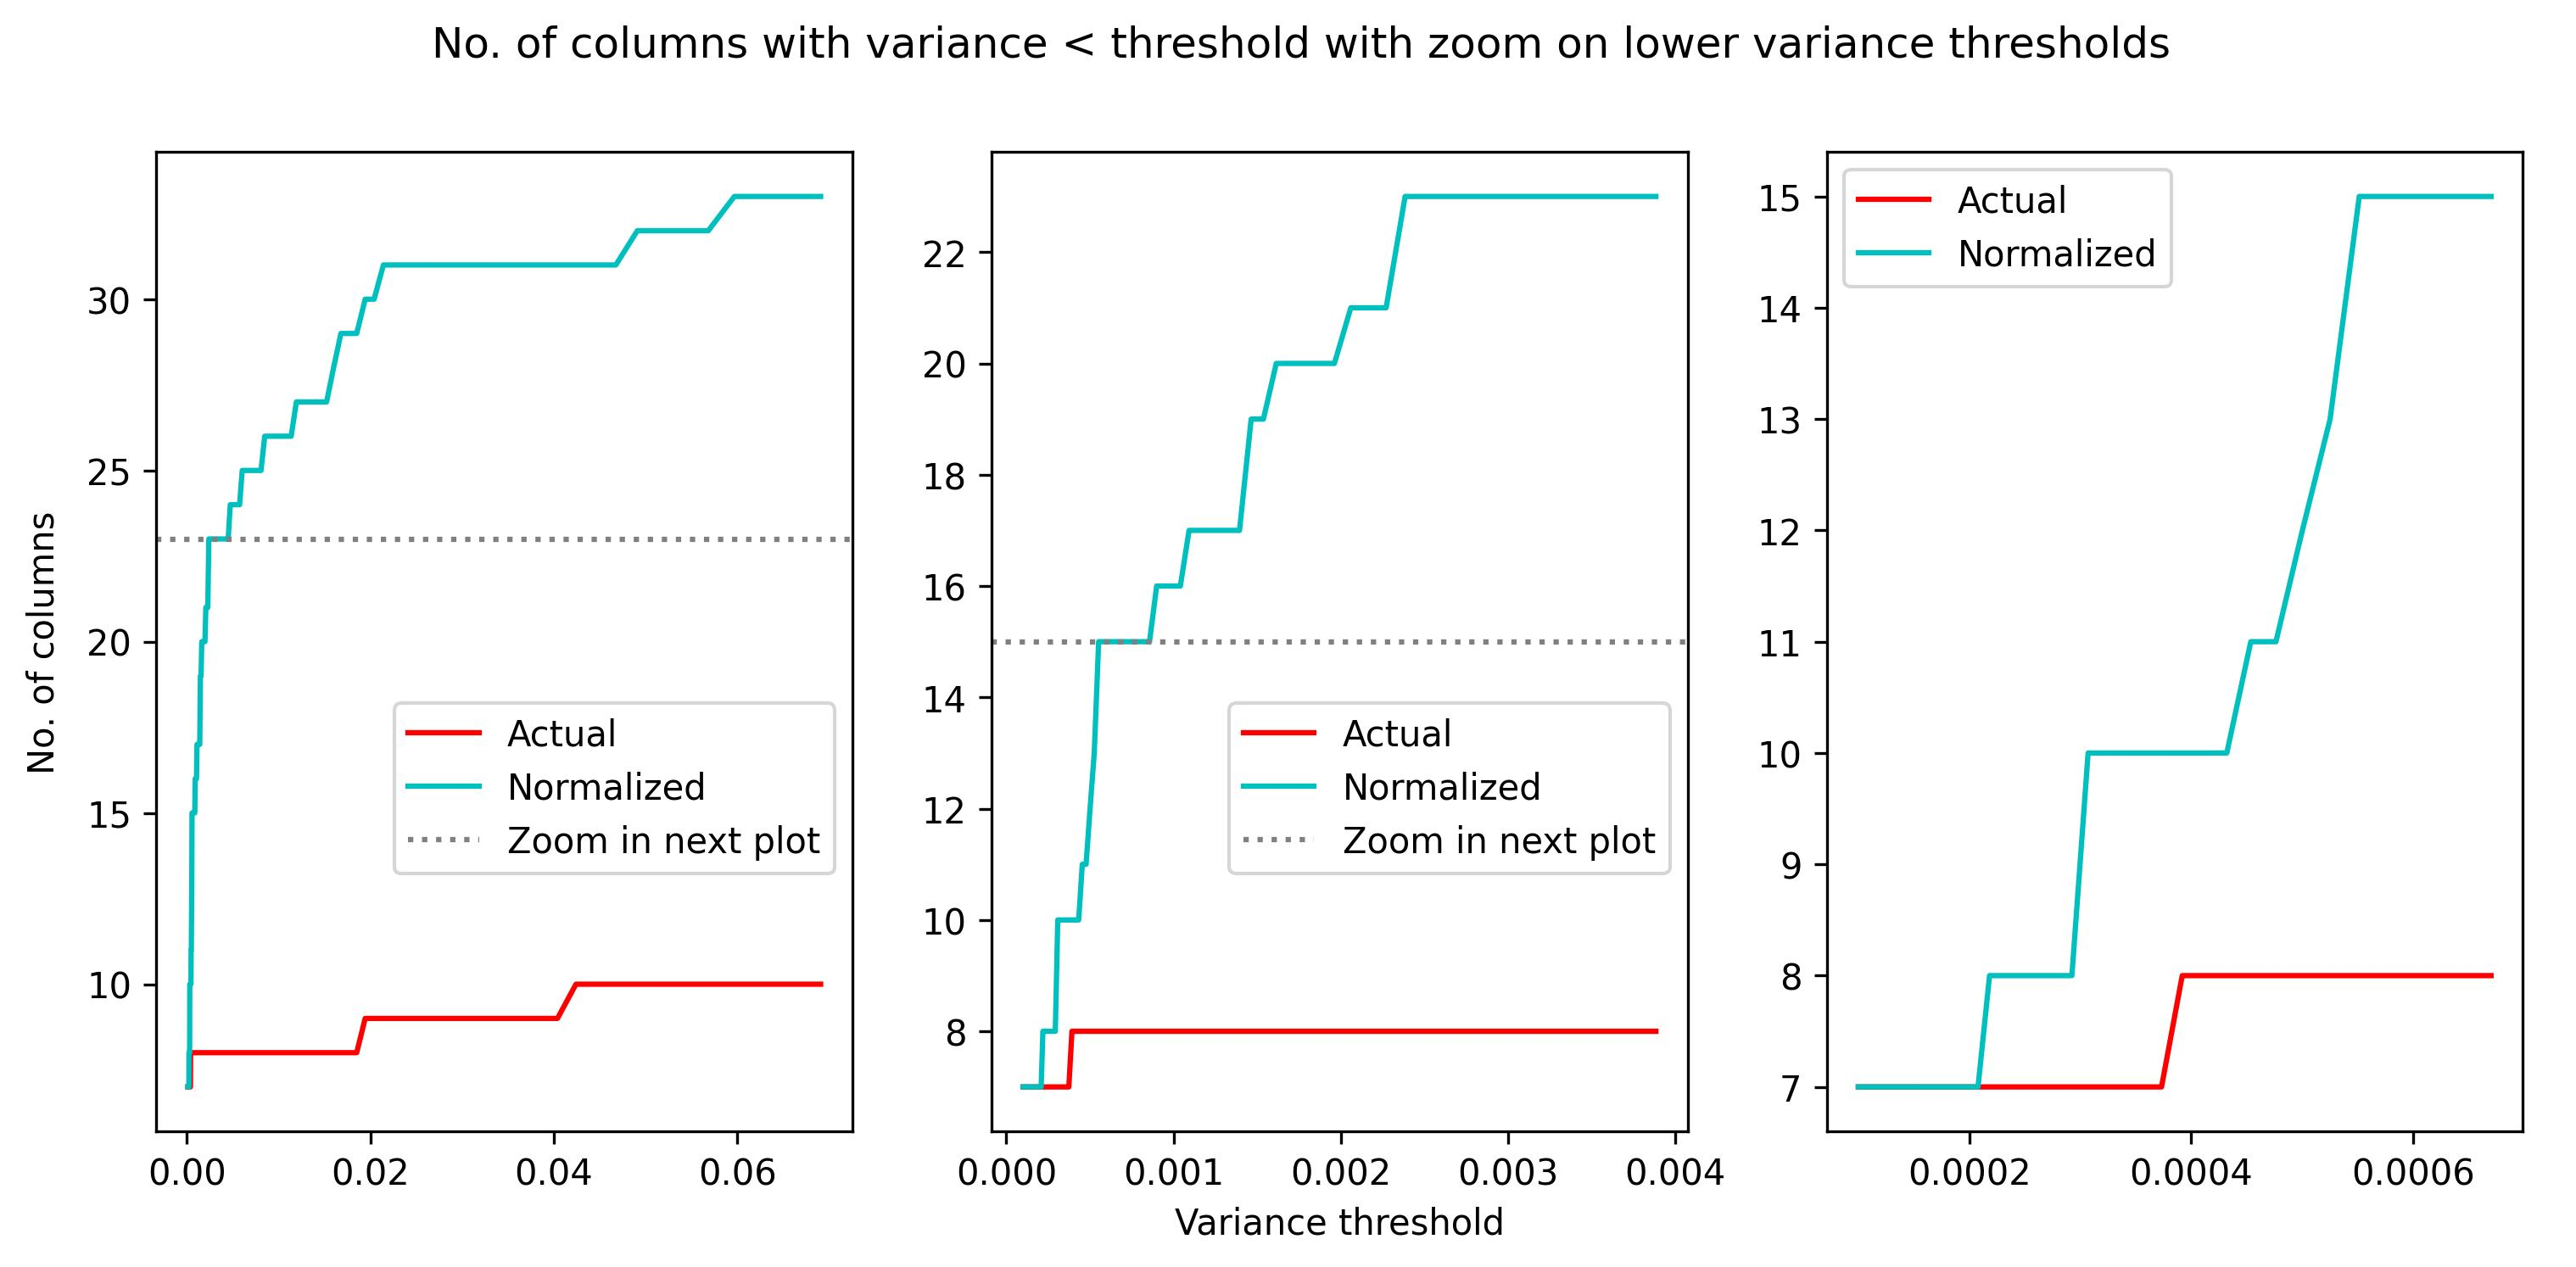 No. of columns with variance < threshold with zoom on lower variance thresholds
No. of columns
30
25
20
15
10
0.00 0.02 0.04 0.06
Actual
Normalized
Zoom in next plot
22
20
18
16
14
12
10
8
0.000 0.001 0.002 0.003 0.004
Actual
Normalized
Zoom in next plot
Variance threshold
15
14
13
12
11
10
9
8
7
0.0002 0.0004 0.0006
Actual
Normalized